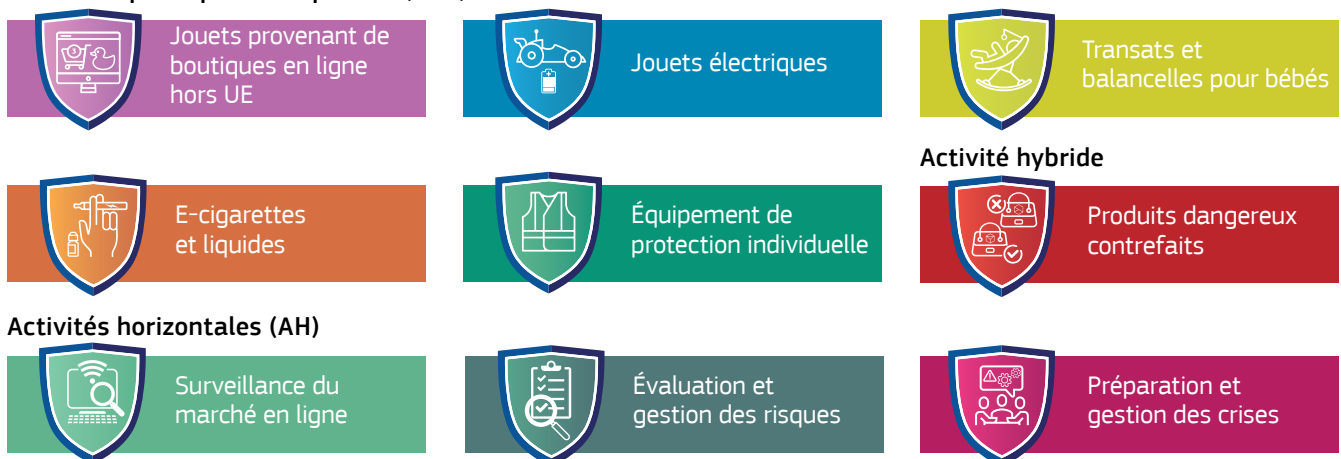 Jouets provenant de
boutiques en ligne
hors UE
Jouets électriques
Transats et
balancelles pour bébés
Activité hybride
E-cigarettes
et liquides
Équipement de
protection individuelle
Produits dangereux
contrefaits
Activités horizontales (AH)
Surveillance du
marché en ligne
Évaluation et
gestion des risques
Préparation et
gestion des crises